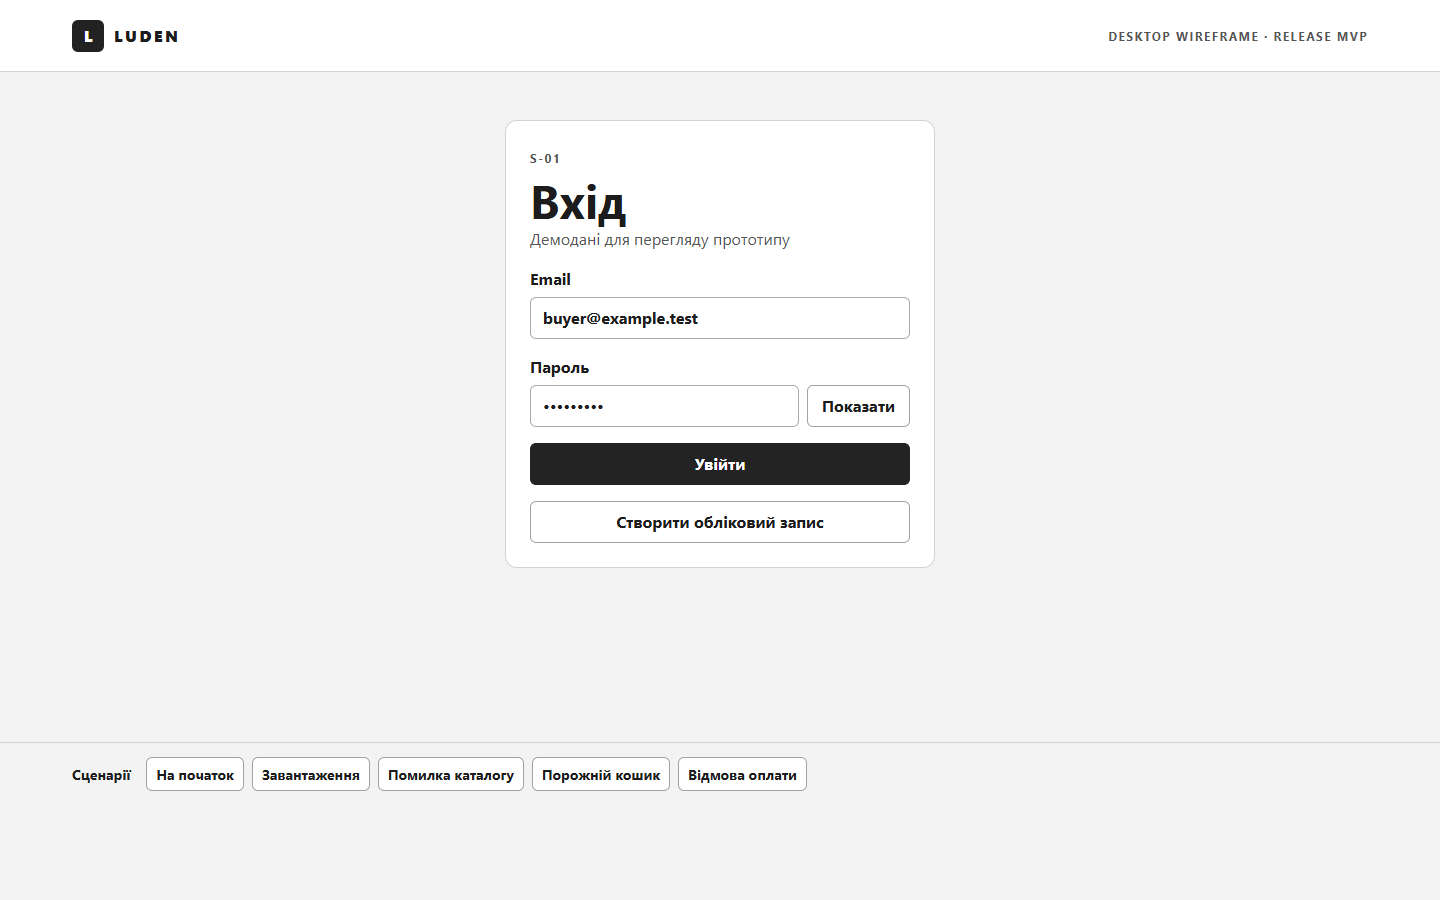 L LUDEN
DESKTOP WIREFRAME · RELEASE MVP
S-01
Вхід
Демодані для перегляду прототипу
Email
buyer@example.test
Пароль
•••••••••
Показати
Увійти
Створити обліковий запис
Сценарії
На початок
Завантаження
Помилка каталогу
Порожній кошик
Відмова оплати